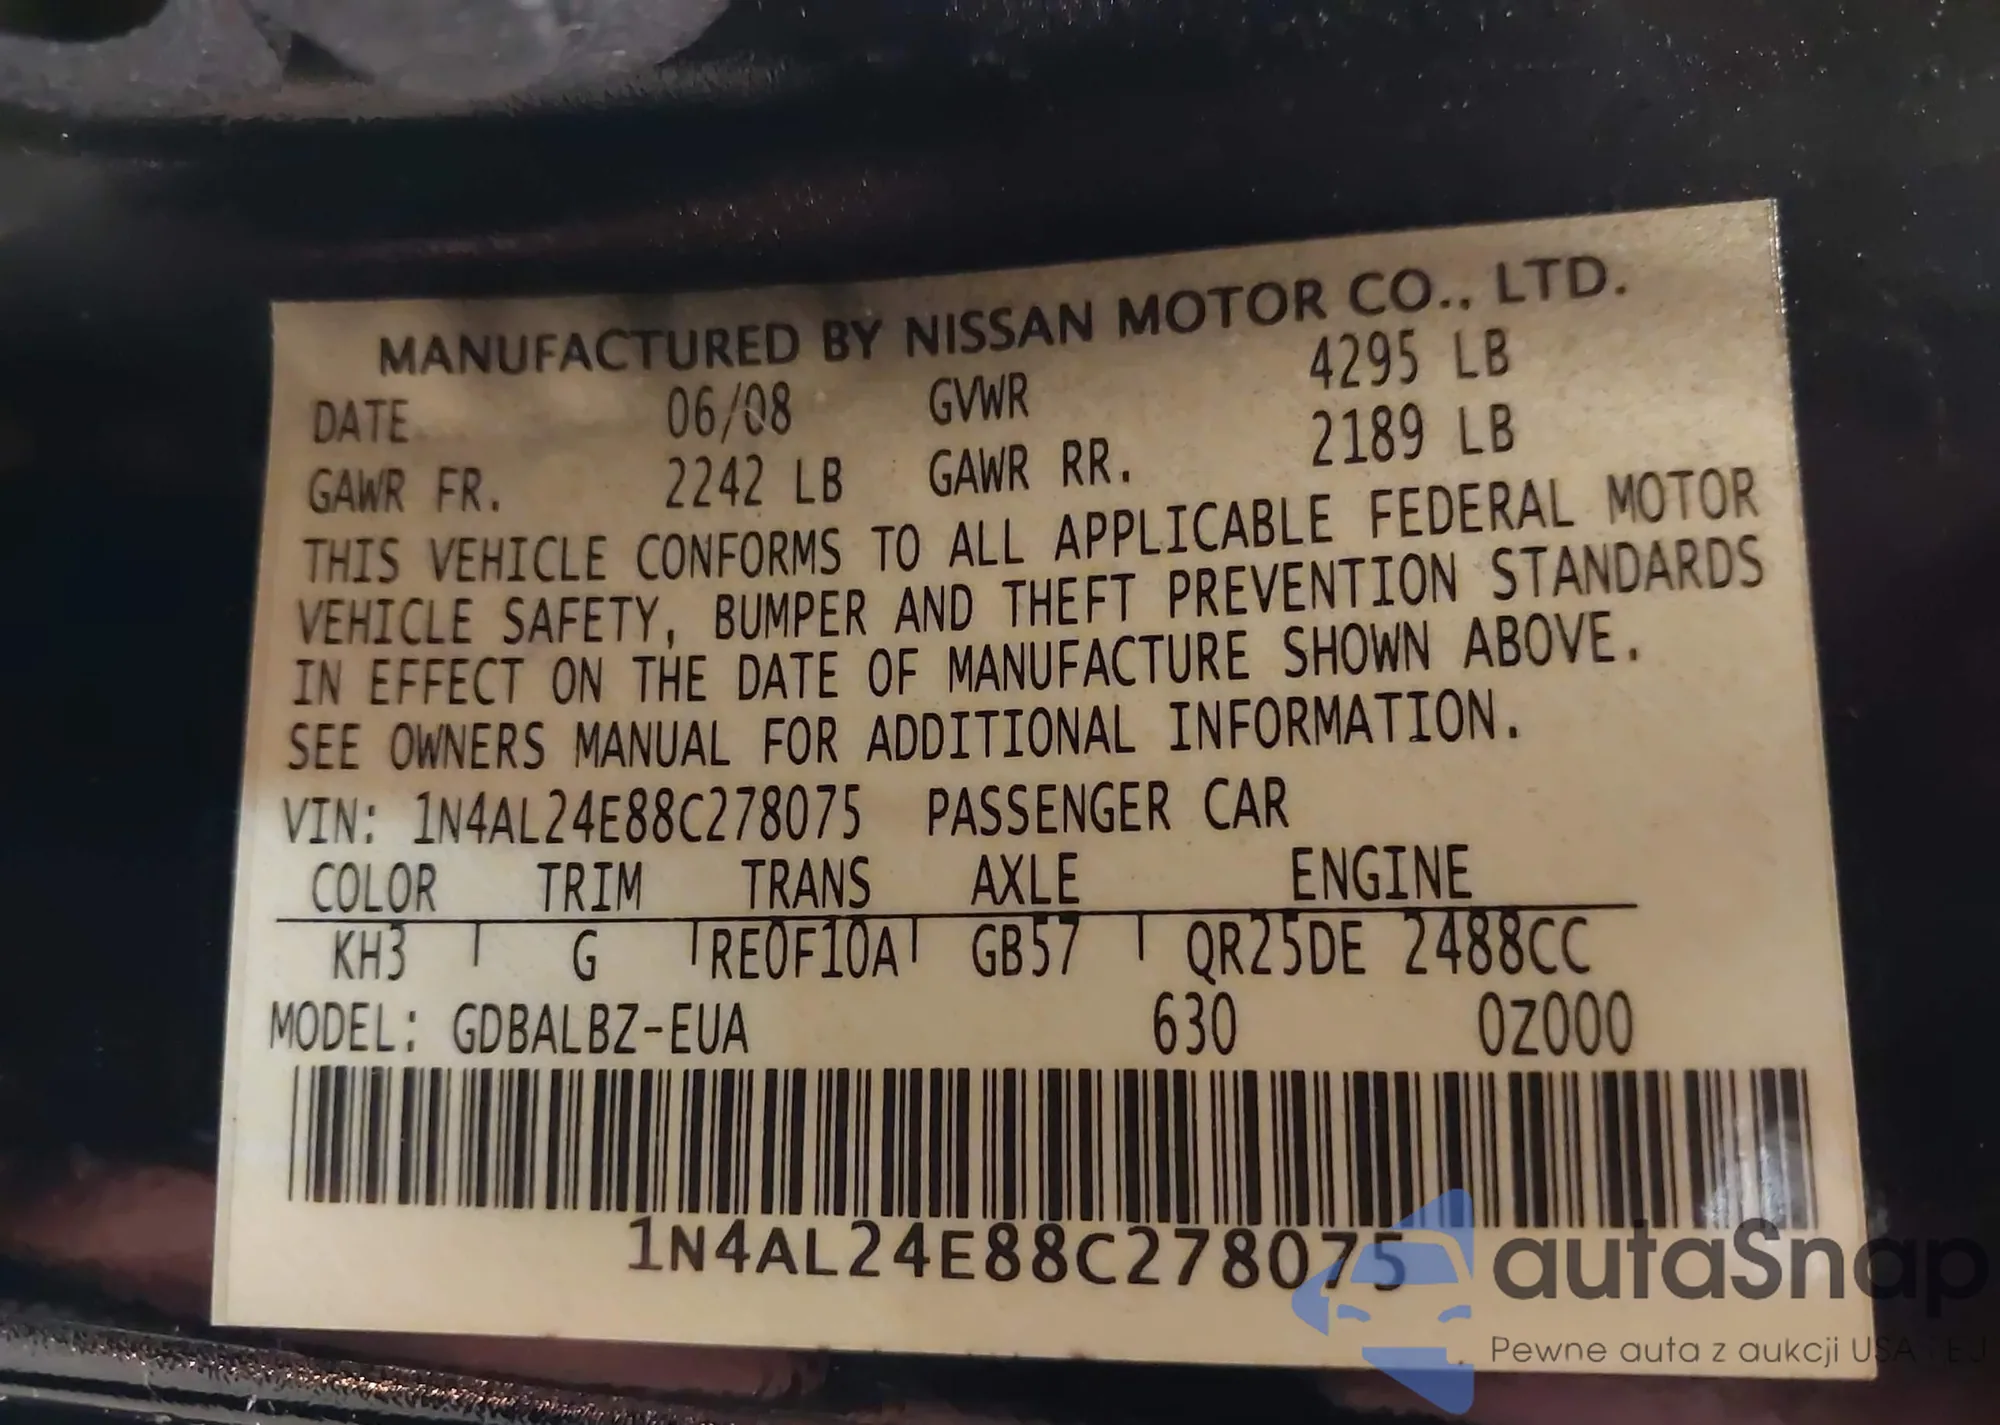 MANUFACTURED BY NISSAN MOTOR CO., LTD.
DATE 06/08 GVWR 4295 LB
GAWR FR. 2242 LB GAWR RR. 2189 LB
THIS VEHICLE CONFORMS TO ALL APPLICABLE FEDERAL MOTOR
VEHICLE SAFETY, BUMPER AND THEFT PREVENTION STANDARDS
IN EFFECT ON THE DATE OF MANUFACTURE SHOWN ABOVE.
SEE OWNERS MANUAL FOR ADDITIONAL INFORMATION.
VIN: 1N4AL24E88C278075 PASSENGER CAR
COLOR TRIM TRANS AXLE ENGINE
KH3 G RE0F10A GB57 QR25DE 2488CC
MODEL: GDBALBZ-EUA 630 0Z000
1N4AL24E88C278075
autaSnap
Pewne auta z aukcji USA